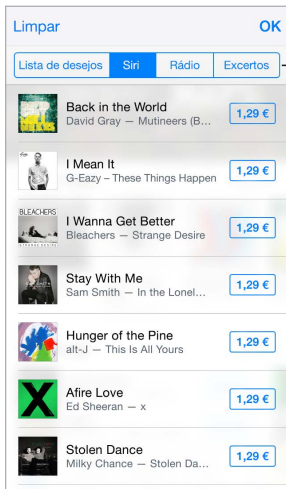 Limpar OK
Lista de desejos Siri Rádio Excertos
Back in the World
David Gray — Mutineers (B... 1,29 €
I Mean It
G-Eazy – These Things Happen 1,29 €
BLEACHERS
STRANGE DESIRE
I Wanna Get Better
Bleachers — Strange Desire 1,29 €
Stay With Me
Sam Smith — In the Lonel... 1,29 €
Hunger of the Pine
alt-J — This Is All Yours 1,29 €
Afire Love
Ed Sheeran — x 1,29 €
Stolen Dance
Milky Chance — Stolen Da... 1,29 €